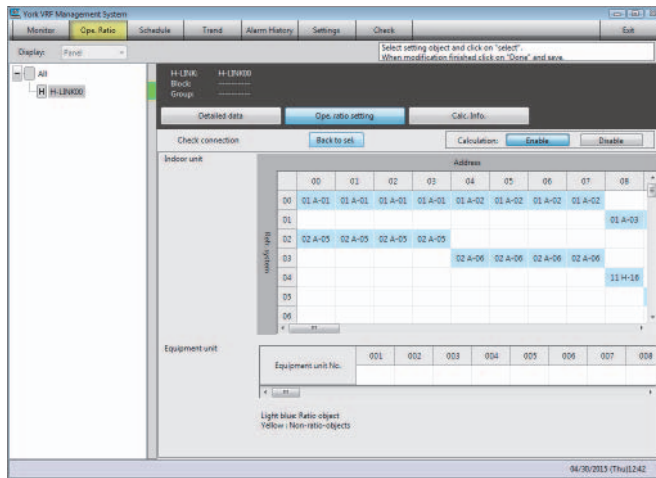 York VRF Management System
Monitor Ope. Ratio Schedule Trend Alarm History Settings Check Exit
Display: Panel
Select setting object and click on "select".
When modification finished click on "Done" and save.
All
H H-LINK00
H-LINK: H-LINK00
Block: ----------
Group: ----------
Detailed data Ope. ratio setting Calc. Info.
Check connection Back to sel. Calculation: Enable Disable
Indoor unit
Address
00 01 02 03 04 05 06 07 08
Refr. system
00 01 A-01 01 A-01 01 A-01 01 A-01 01 A-02 01 A-02 01 A-02 01 A-02
01 01 A-03
02 02 A-05 02 A-05 02 A-05 02 A-05
03 02 A-06 02 A-06 02 A-06 02 A-06
04 11 H-16
05
06
Equipment unit
Equipment unit No. 001 002 003 004 005 006 007 008
Light blue: Ratio object
Yellow : Non-ratio-objects
04/30/2015 (Thu)12:42